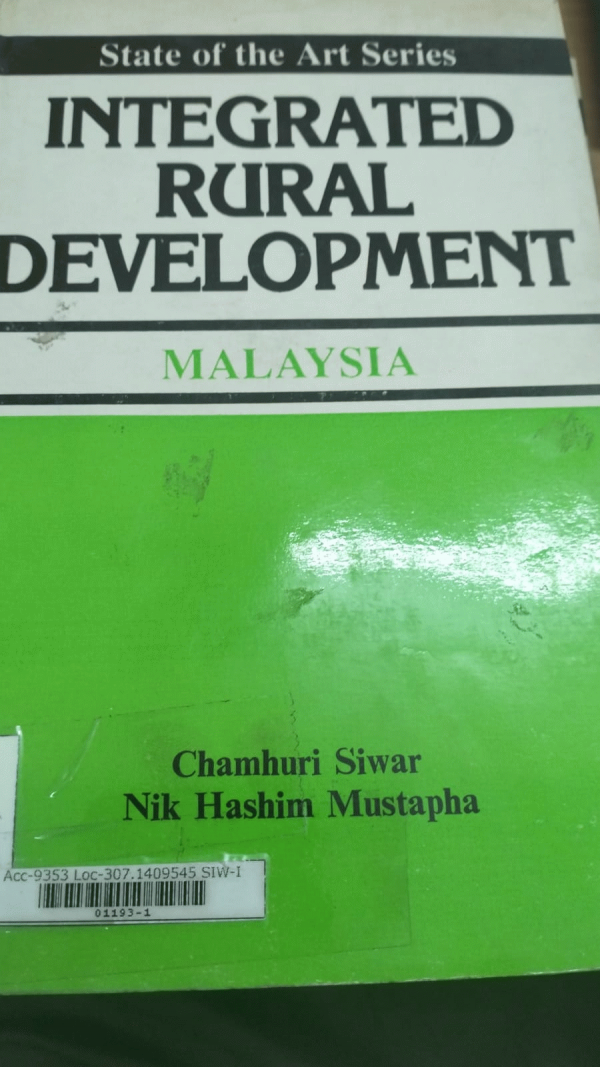 State of the Art Series
INTEGRATED
RURAL
DEVELOPMENT
MALAYSIA
Chamhuri Siwar
Nik Hashim Mustapha
Acc-9353 Loc-307.1409545 SIW-I
01193-1